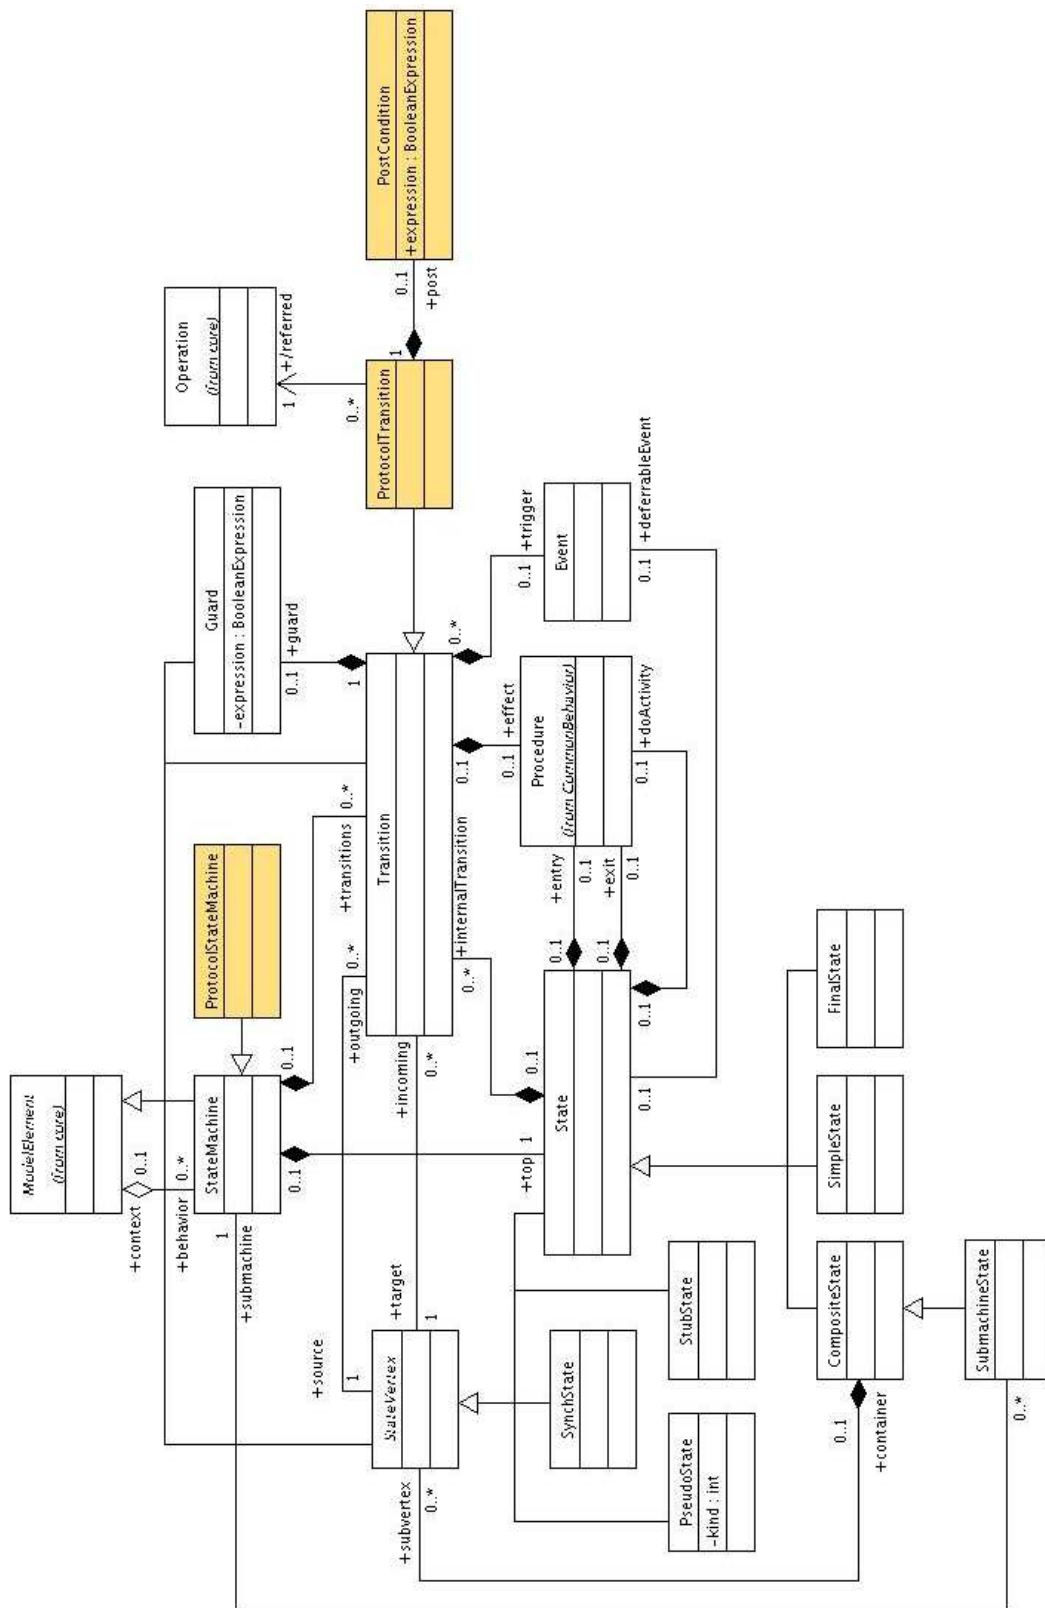 ModelElement
(from core)
+context
0..1
+behavior
0..*
StateMachine
ProtocolStateMachine
Guard
-expression : BooleanExpression
Operation
(from core)
1
+submachine
0..1
0..1
0..1
+guard
1
+/referred
+source
+outgoing
0..*
+transitions
0..*
1
0..*
1
StateVertex
Transition
ProtocolTransition
1
PostCondition
+expression : BooleanExpression
+target
1
+incoming
0..*
0..1
+post
+subvertex
0..*
+internalTransition
0..*
0..1
0..*
+effect
0..1
+trigger
0..1
+top
1
0..1
SynchState
State
0..1
+entry
0..1
Procedure
(from CommonBehavior)
Event
0..1
+exit
0..1
0..1
0..1
0..1
+doActivity
0..1
+deferrableEvent
PseudoState
-kind : int
StubState
CompositeState
SimpleState
FinalState
0..1
+container
SubmachineState
0..*